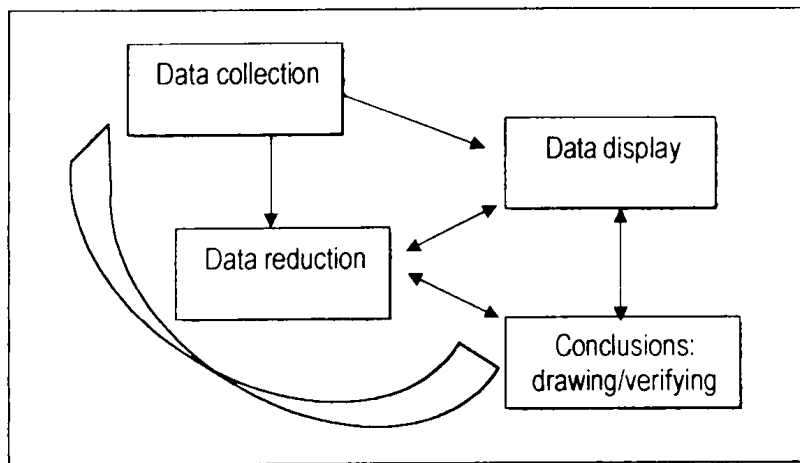 Data collection
Data display
Data reduction
Conclusions:
drawing/verifying